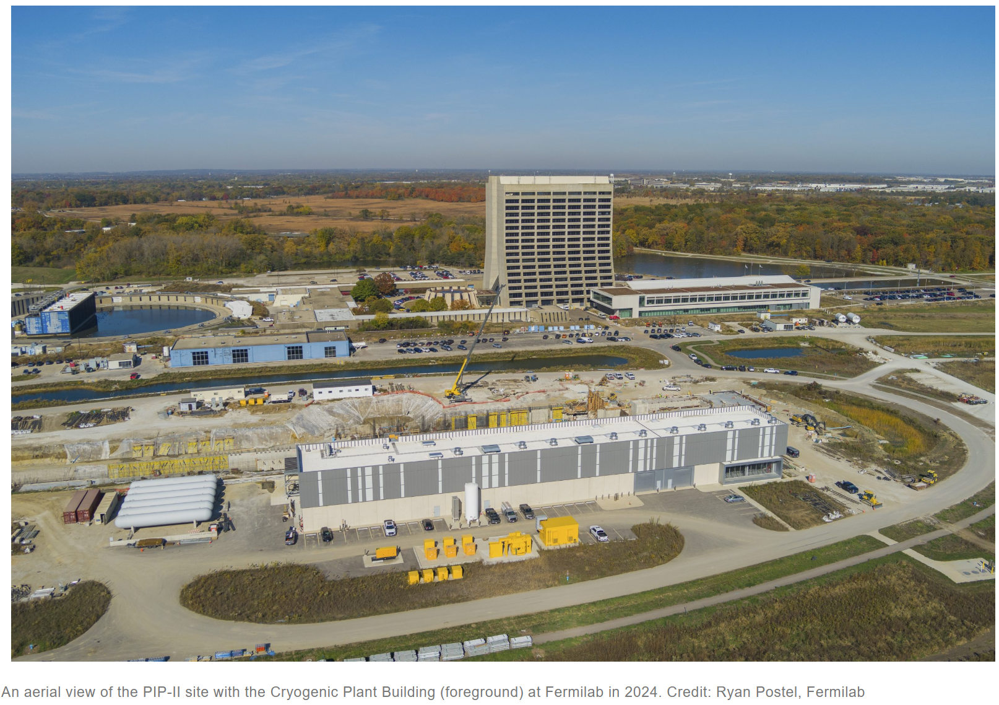 An aerial view of the PIP-II site with the Cryogenic Plant Building (foreground) at Fermilab in 2024. Credit: Ryan Postel, Fermilab